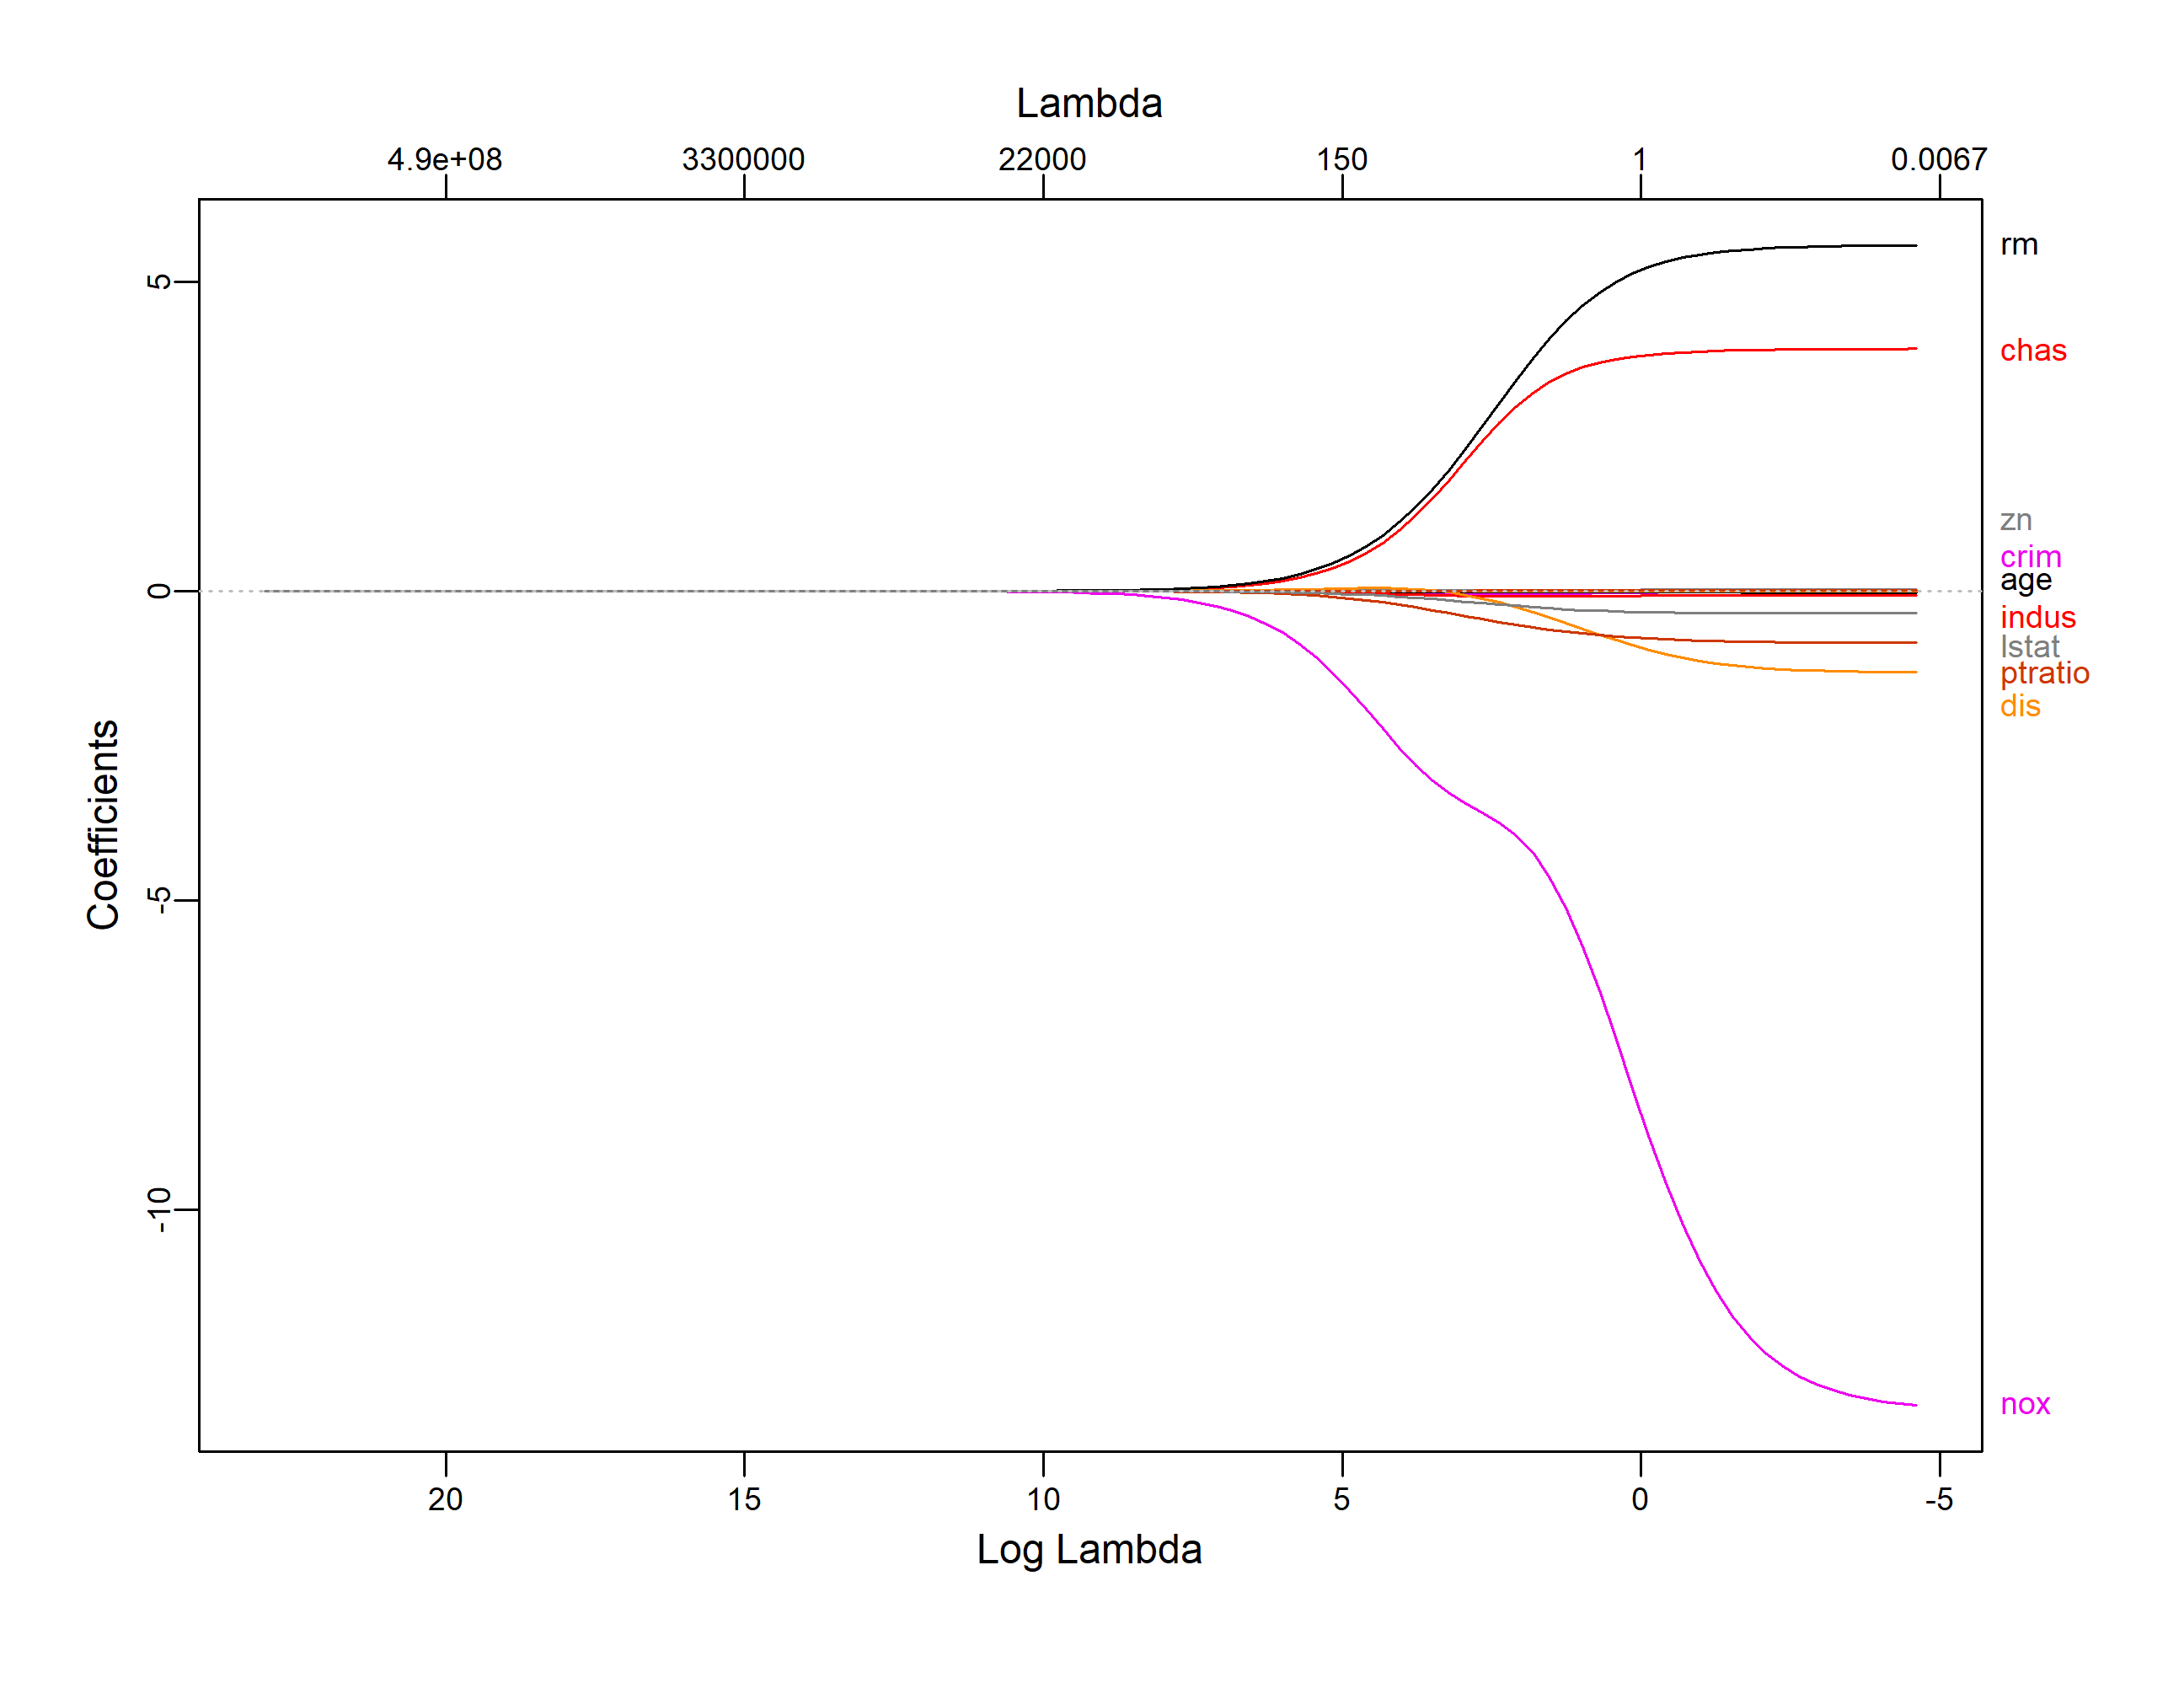 Lambda
4.9e+08 3300000 22000 150 1 0.0067
rm
5
chas
zn
crim
age
0
indus
lstat
ptratio
dis
Coefficients
-5
-10
nox
20 15 10 5 0 -5
Log Lambda